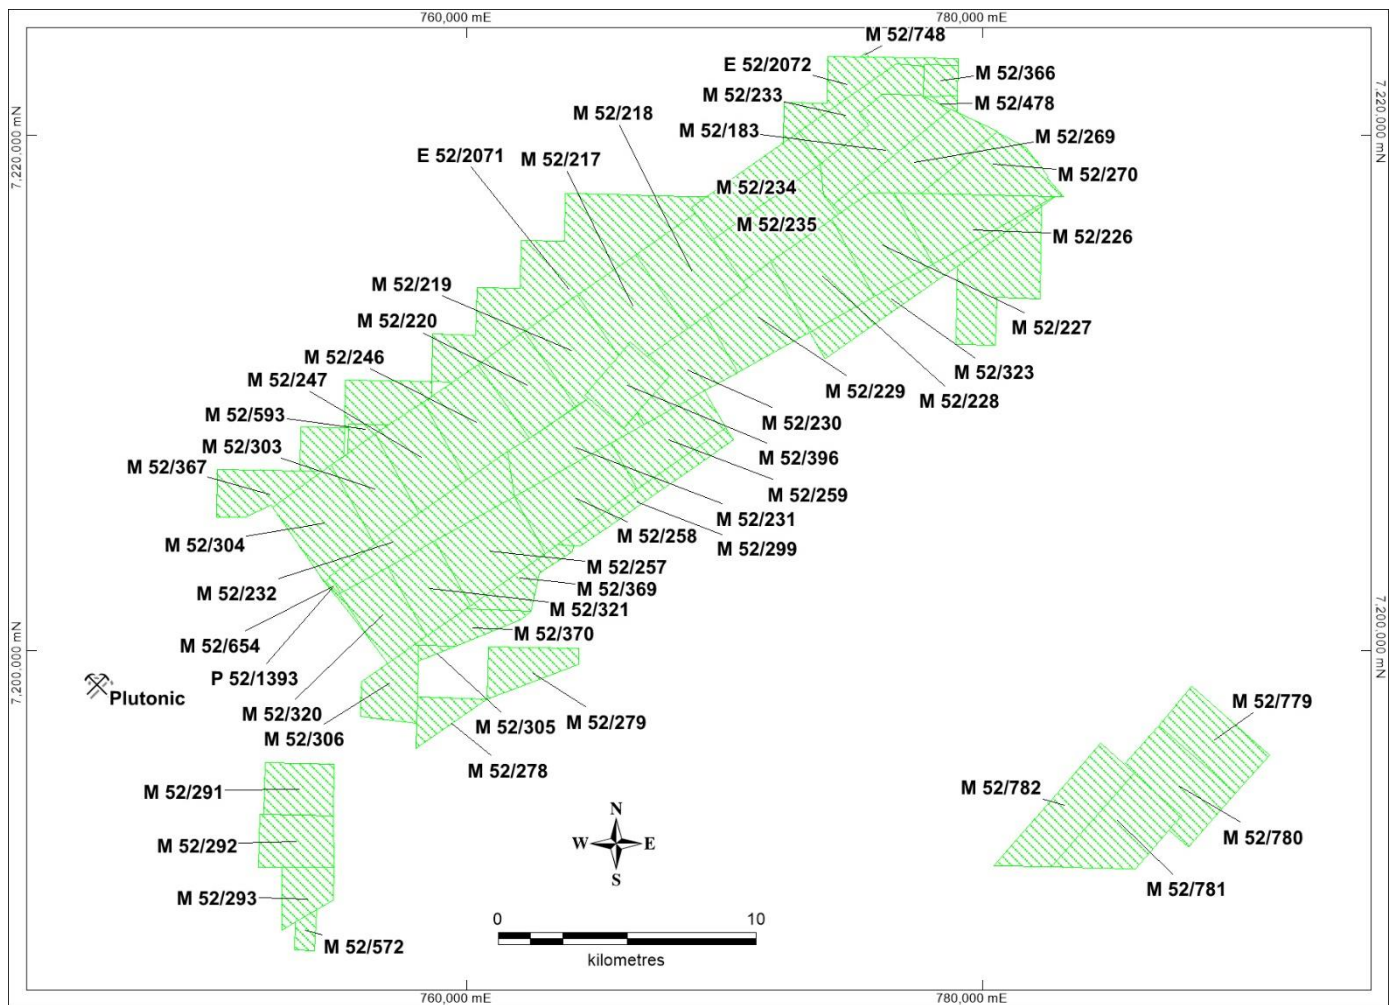 760,000 mE
780,000 mE
M 52/748
E 52/2072
M 52/366
M 52/233
M 52/478
M 52/218
M 52/183
M 52/269
7,220,000 mN
7,220,000 mN
E 52/2071
M 52/217
M 52/270
M 52/234
M 52/235
M 52/226
M 52/219
M 52/220
M 52/227
M 52/246
M 52/247
M 52/323
M 52/229
M 52/228
M 52/593
M 52/230
M 52/303
M 52/396
M 52/367
M 52/259
M 52/231
M 52/258
M 52/299
M 52/304
M 52/257
M 52/369
M 52/232
M 52/321
M 52/370
M 52/654
7,200,000 mN
7,200,000 mN
P 52/1393
Plutonic
M 52/320
M 52/305
M 52/279
M 52/306
M 52/779
M 52/278
M 52/291
M 52/782
N
W E
S
M 52/292
M 52/780
M 52/781
M 52/293
0 10
M 52/572
kilometres
760,000 mE
780,000 mE